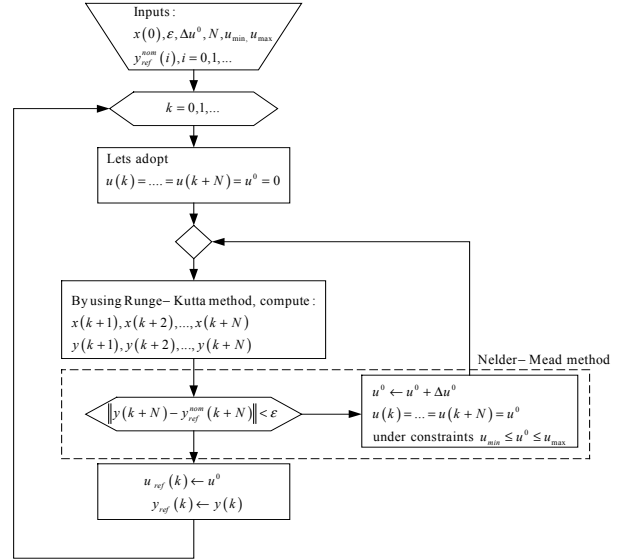 Inputs :
x(0), ε, Δu⁰, N, u_min, u_max
y_ref^nom(i), i = 0,1,...
k = 0,1,...
Lets adopt
u(k) = .... = u(k+N) = u⁰ = 0
By using Runge– Kutta method, compute :
x(k+1), x(k+2),..., x(k+N)
y(k+1), y(k+2),..., y(k+N)
Nelder– Mead method
‖y(k+N) – y_ref^nom(k+N)‖ < ε
u⁰ ← u⁰ + Δu⁰
u(k) = ... = u(k+N) = u⁰
under constraints u_min ≤ u⁰ ≤ u_max
u_ref(k) ← u⁰
y_ref(k) ← y(k)